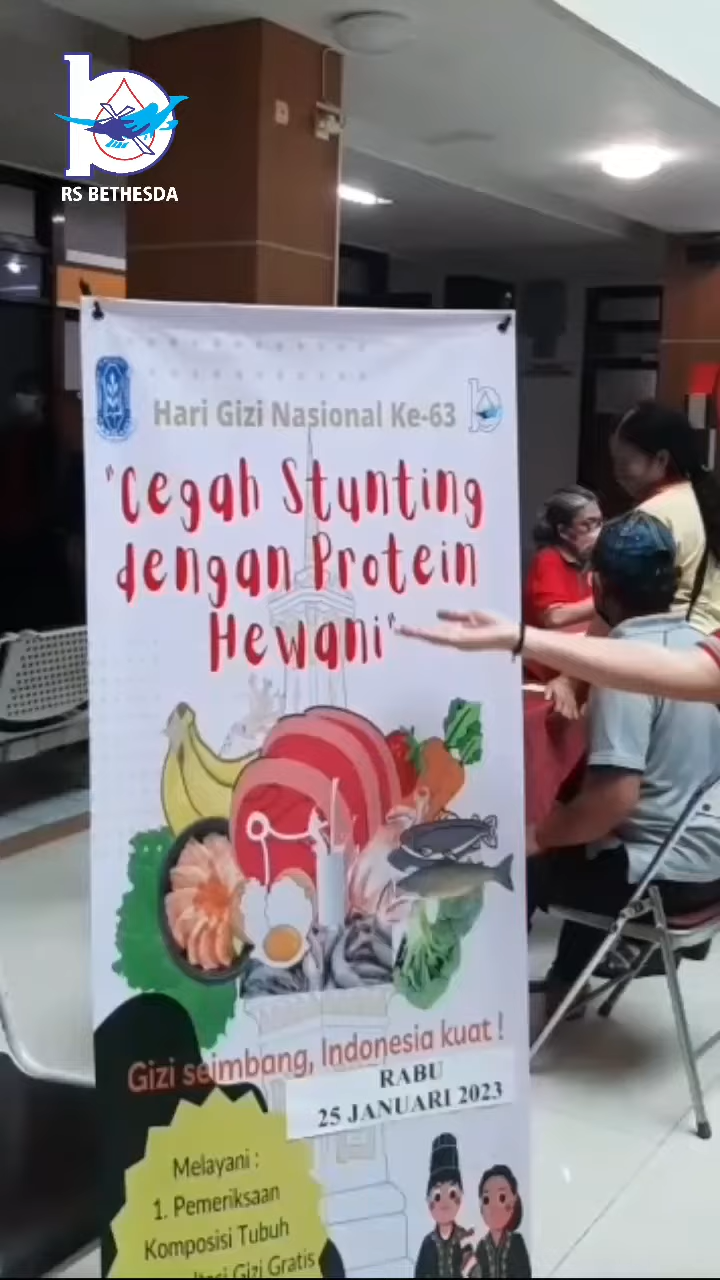 RS BETHESDA
Hari Gizi Nasional Ke-63
"Cegah Stunting
dengan Protein
Hewani"
Gizi seimbang, Indonesia kuat !
RABU
25 JANUARI 2023
Melayani :
1. Pemeriksaan
Komposisi Tubuh
Gizi Gratis